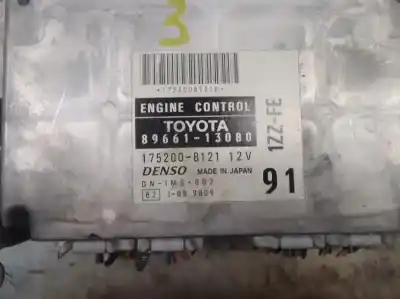 3
ENGINE CONTROL
TOYOTA
89661-13080
1ZZ-FE
175200-8121 12V
DENSO MADE IN JAPAN
91